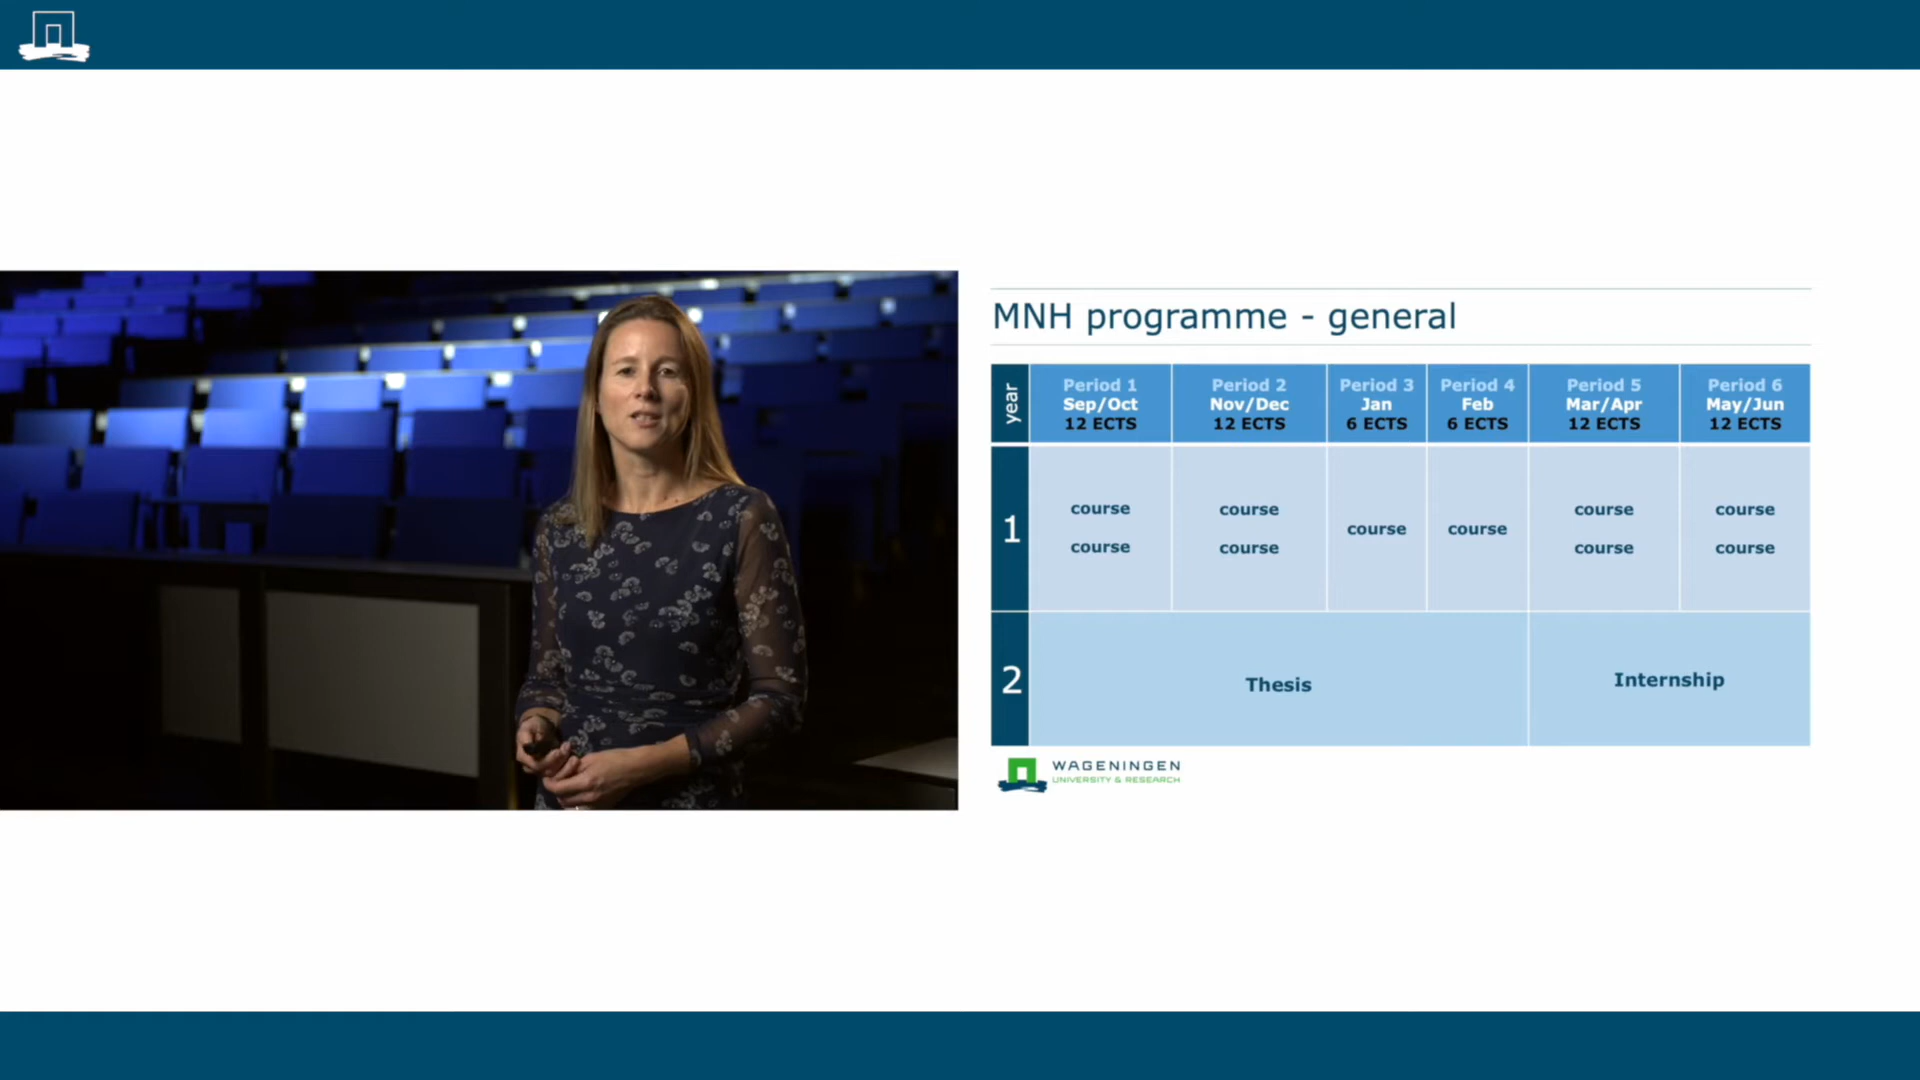 MNH programme - general
year
Period 1
Sep/Oct
12 ECTS
Period 2
Nov/Dec
12 ECTS
Period 3
Jan
6 ECTS
Period 4
Feb
6 ECTS
Period 5
Mar/Apr
12 ECTS
Period 6
May/Jun
12 ECTS
1
course
course
course
course
course
course
course
course
course
course
2
Thesis
Internship
WAGENINGEN
UNIVERSITY & RESEARCH